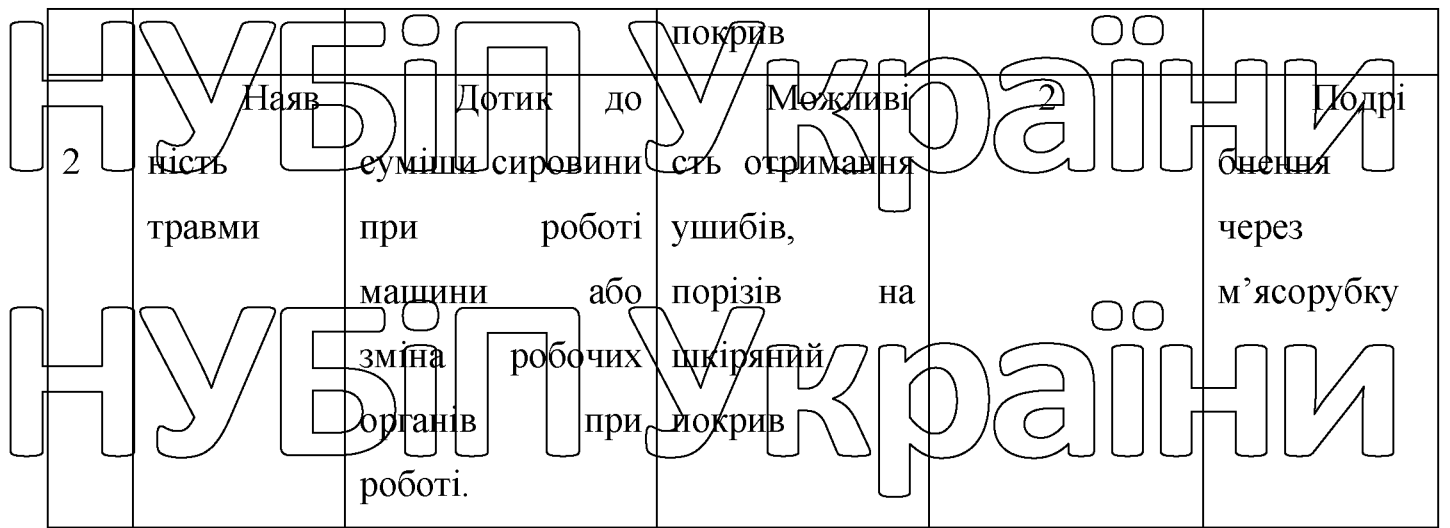 покрив
2
Наяв
ність
травми
Дотик до
суміши сировини
при роботі
машини або
зміна робочих
органів при
роботі.
Можливі
сть отримання
ушибів,
порізів на
шкіряний
покрив
2
Подрі
бнення
через
м’ясорубку
НУБіП України
НУБіП України